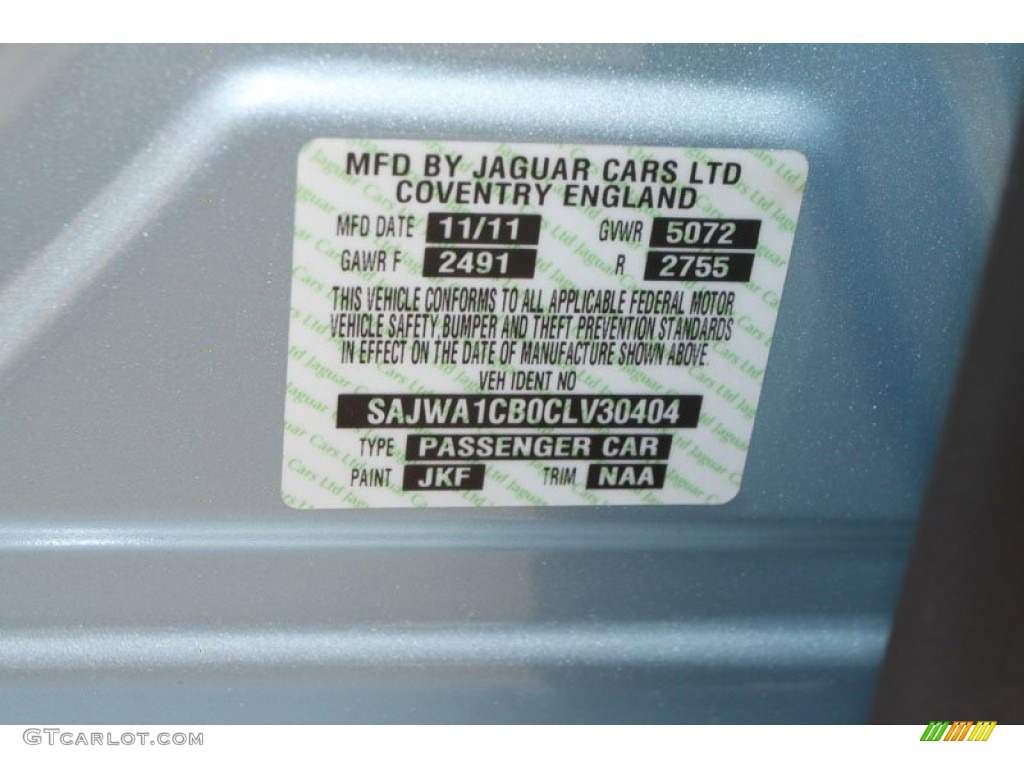 MFD BY JAGUAR CARS LTD
COVENTRY ENGLAND
MFD DATE 11/11 GVWR 5072
GAWR F 2491 R 2755
THIS VEHICLE CONFORMS TO ALL APPLICABLE FEDERAL MOTOR
VEHICLE SAFETY BUMPER AND THEFT PREVENTION STANDARDS
IN EFFECT ON THE DATE OF MANUFACTURE SHOWN ABOVE.
VEH IDENT NO
SAJWA1CB0CLV30404
TYPE PASSENGER CAR
PAINT JKF TRIM NAA
GTCarLot.com